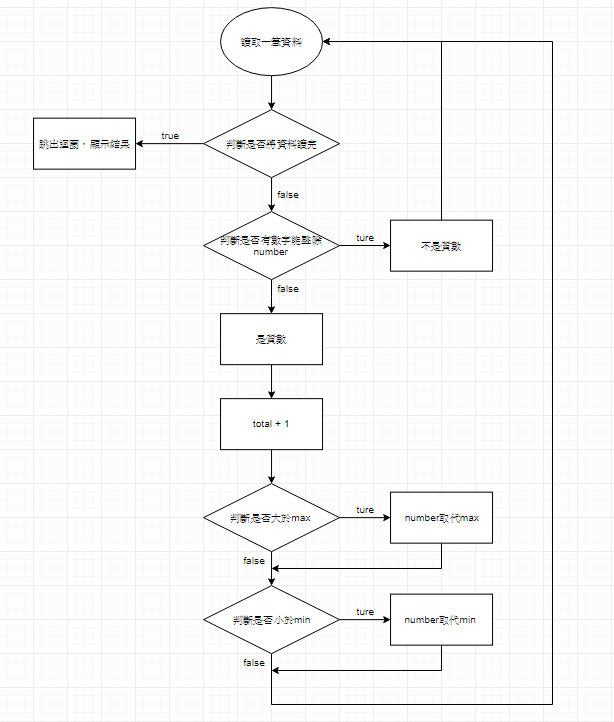 讀取一筆資料
判斷是否將資料讀完
true
跳出迴圈，顯示結果
false
判斷是否有數字能整除
number
ture
不是質數
false
是質數
total + 1
判斷是否大於max
ture
number取代max
false
判斷是否小於min
ture
number取代min
false